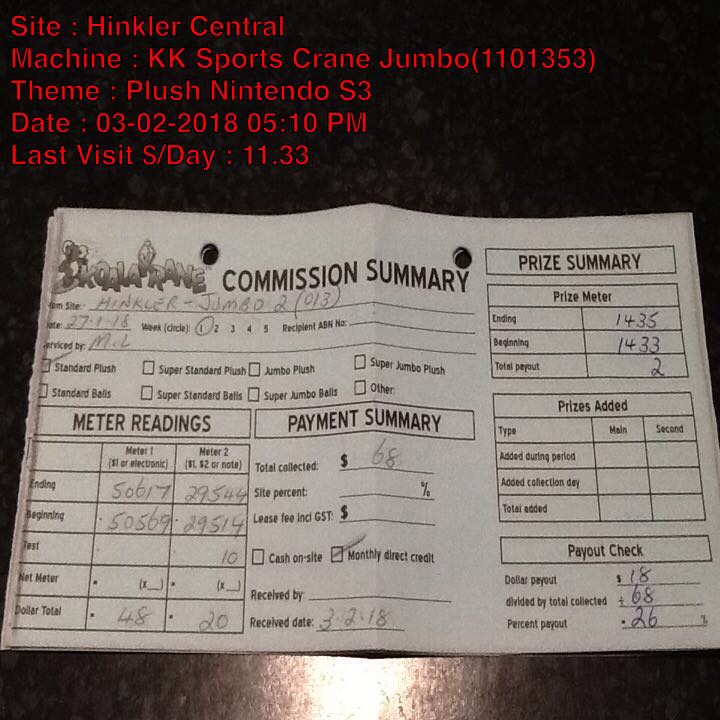 Site : Hinkler Central
Machine : KK Sports Crane Jumbo(1101353)
Theme : Plush Nintendo S3
Date : 03-02-2018 05:10 PM
Last Visit S/Day : 11.33
KOALA KRANE
COMMISSION SUMMARY
em Site: HINKLER - JUMBO 2 (013)
ate: 27-1-18 Week (circle): 1 2 3 4 5 Recipient ABN No:
erviced by: M.L
Standard Plush Super Standard Plush Jumbo Plush Super Jumbo Plush
Standard Balls Super Standard Balls Super Jumbo Balls Other
METER READINGS
Meter 1 Meter 2
($1 or electronic) ($1, $2 or note)
Ending 50617 29544
Beginning 50569 29514
Test 10
Net Meter (x__) (x__)
Dollar Total 48 20
PAYMENT SUMMARY
Total collected: $ 68
Site percent: %
Lease fee incl GST: $
Cash on-site Monthly direct credit
Received by:
Received date: 3-2-18
PRIZE SUMMARY
Prize Meter
Ending 1435
Beginning 1433
Total payout 2
Prizes Added
Type Main Second
Added during period
Added collection day
Total added
Payout Check
Dollar payout $ 18
divided by total collected ÷ 68
Percent payout .26 %